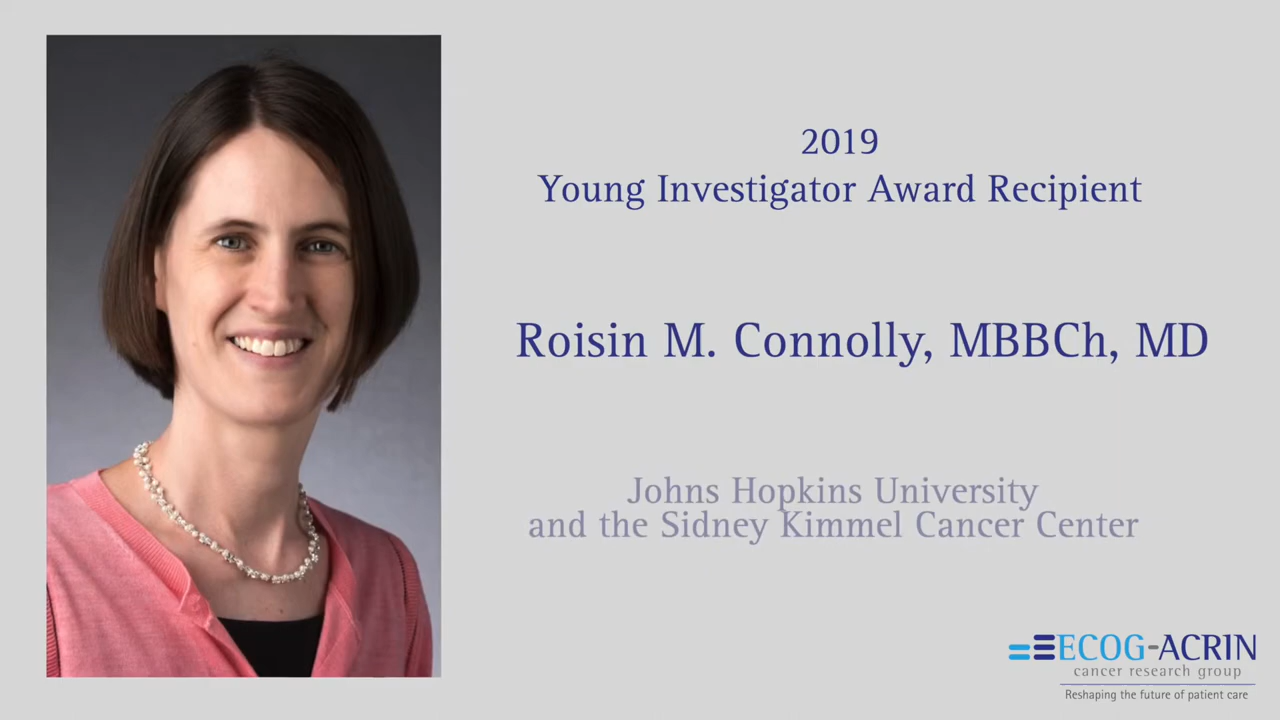 2019
Young Investigator Award Recipient
Roisin M. Connolly, MBBCh, MD
Johns Hopkins University
and the Sidney Kimmel Cancer Center
ECOG-ACRIN
cancer research group
Reshaping the future of patient care